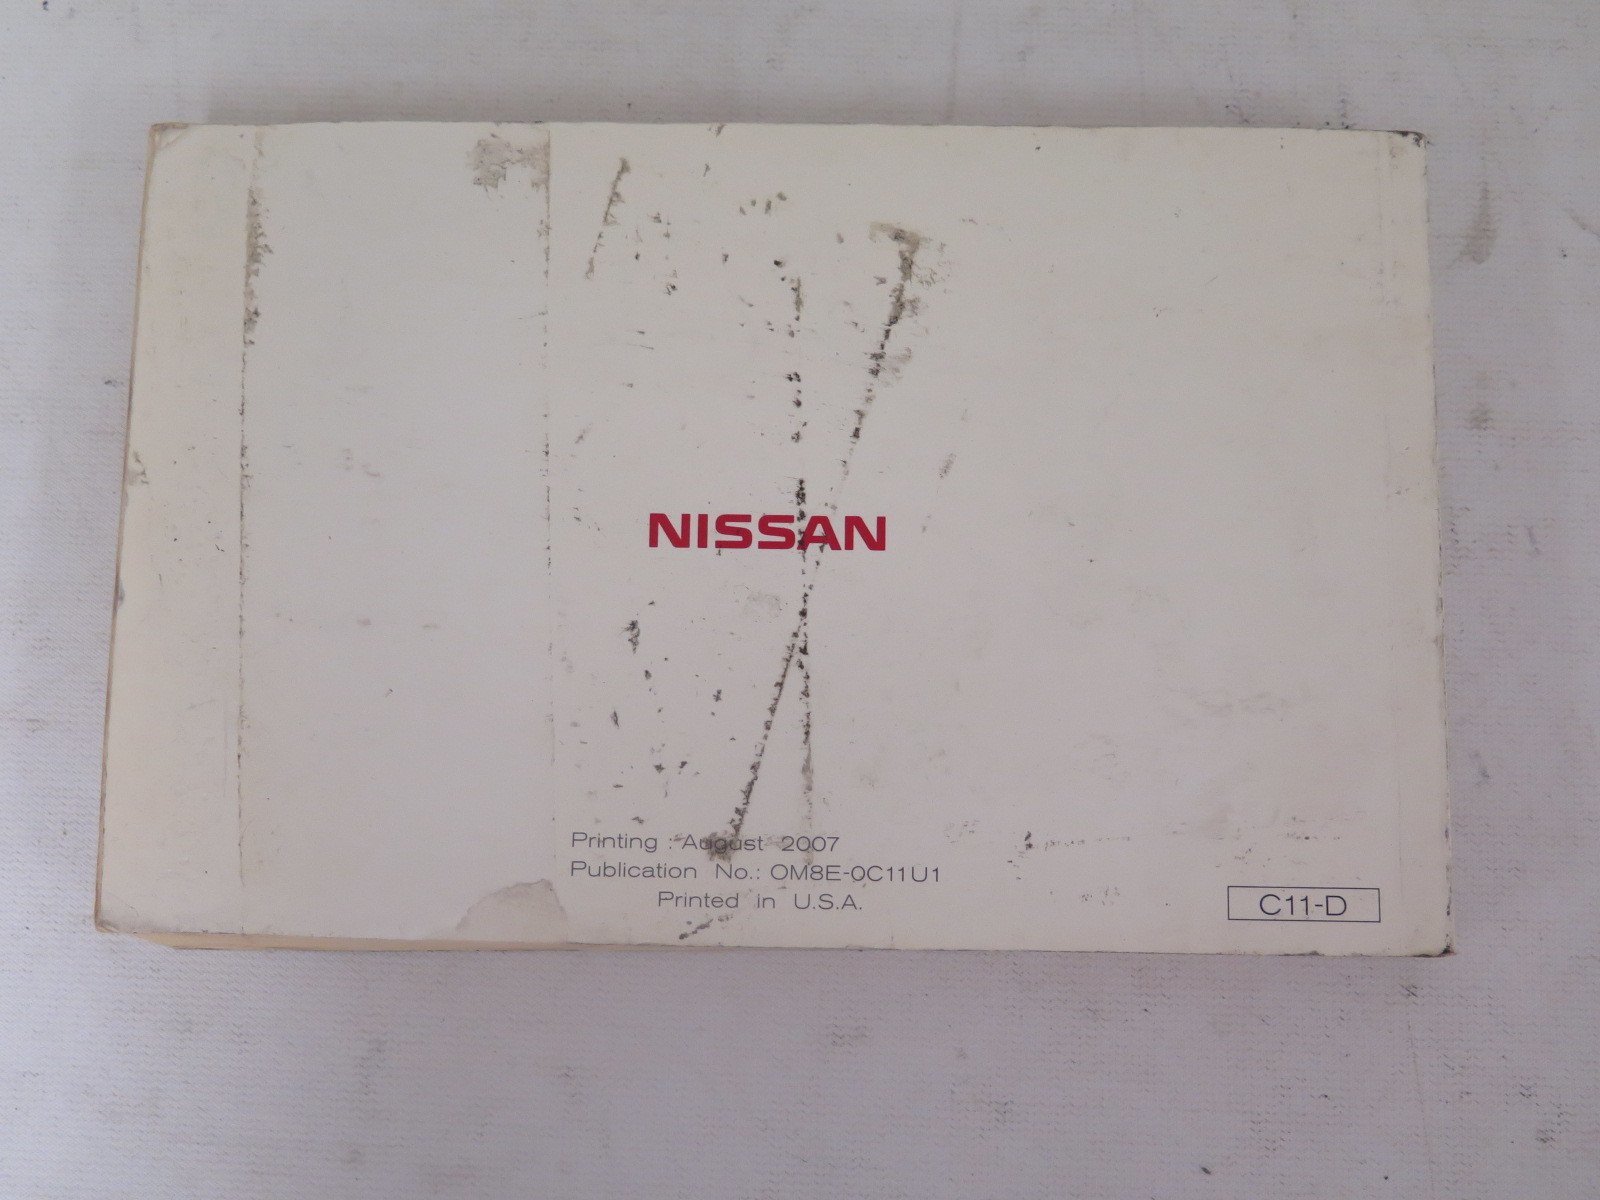 NISSAN
Printing : August 2007
Publication No.: OM8E-0C11U1
Printed in U.S.A.
C11-D